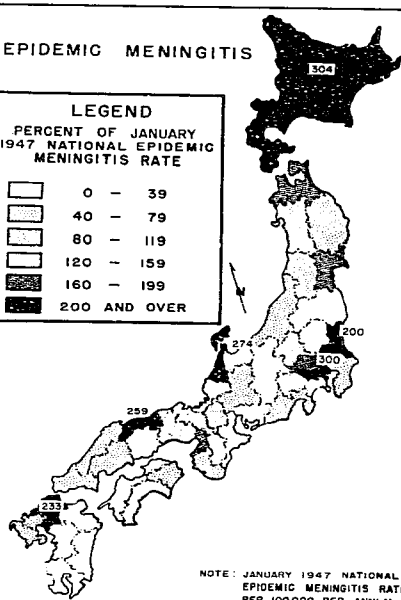 EPIDEMIC MENINGITIS
LEGEND
PERCENT OF JANUARY
1947 NATIONAL EPIDEMIC
MENINGITIS RATE
0 – 39
40 – 79
80 – 119
120 – 159
160 – 199
200 AND OVER
304
274
200
300
259
233
NOTE: JANUARY 1947 NATIONAL
EPIDEMIC MENINGITIS
PER 100,000 PER